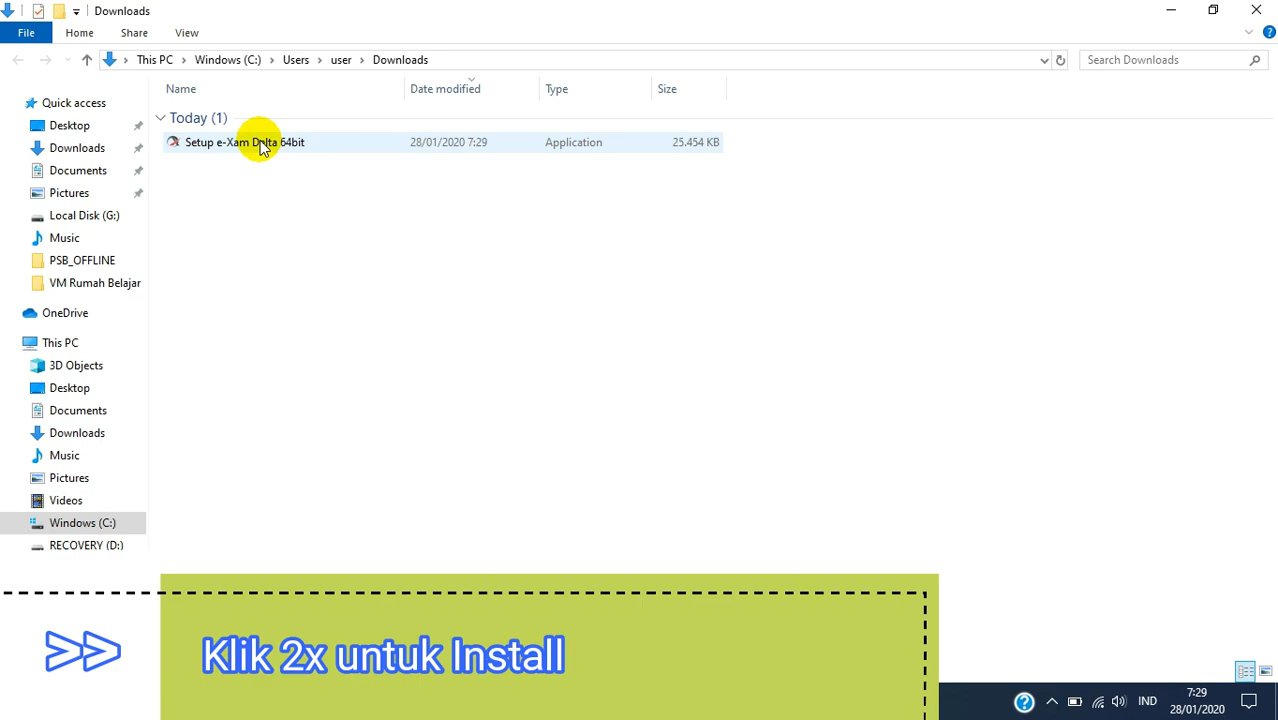 Downloads
File Home Share View
This PC Windows (C:) Users user Downloads Search Downloads
Name Date modified Type Size
Today (1)
Setup e-Xam Delta 64bit 28/01/2020 7:29 Application 25.454 KB
Quick access
Desktop
Downloads
Documents
Pictures
Local Disk (G:)
Music
PSB_OFFLINE
VM Rumah Belajar
OneDrive
This PC
3D Objects
Desktop
Documents
Downloads
Music
Pictures
Videos
Windows (C:)
RECOVERY (D:)
Klik 2x untuk Install
IND
7:29
28/01/2020